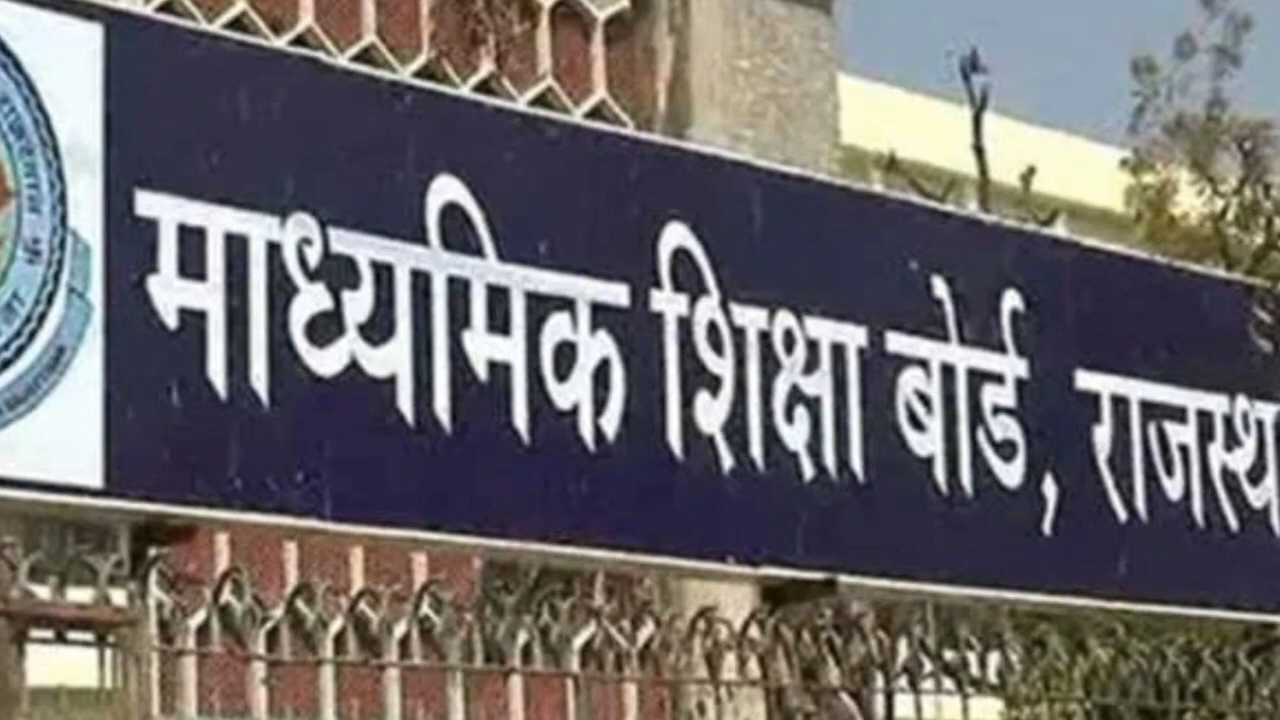 माध्यमिक शिक्षा बोर्ड, राजस्थ